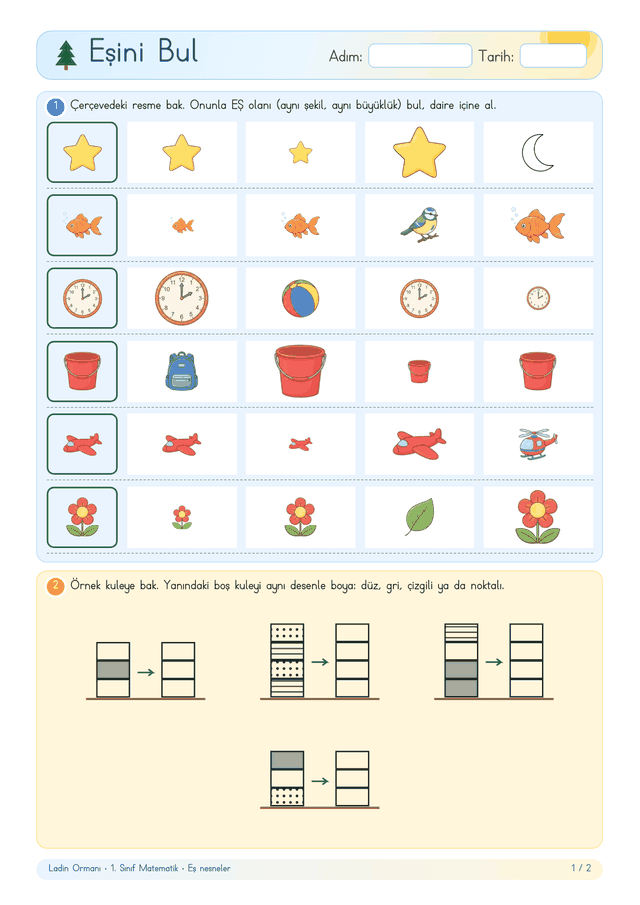 Eşini Bul
Adım:
Tarih:
1 Çerçevedeki resme bak. Onunla EŞ olanı (aynı şekil, aynı büyüklük) bul, daire içine al.
2 Örnek kuleye bak. Yanındaki boş kuleyi aynı desenle boya: düz, gri, çizgili ya da noktalı.
Ladin Ormanı • 1. Sınıf Matematik • Eş nesneler
1 / 2